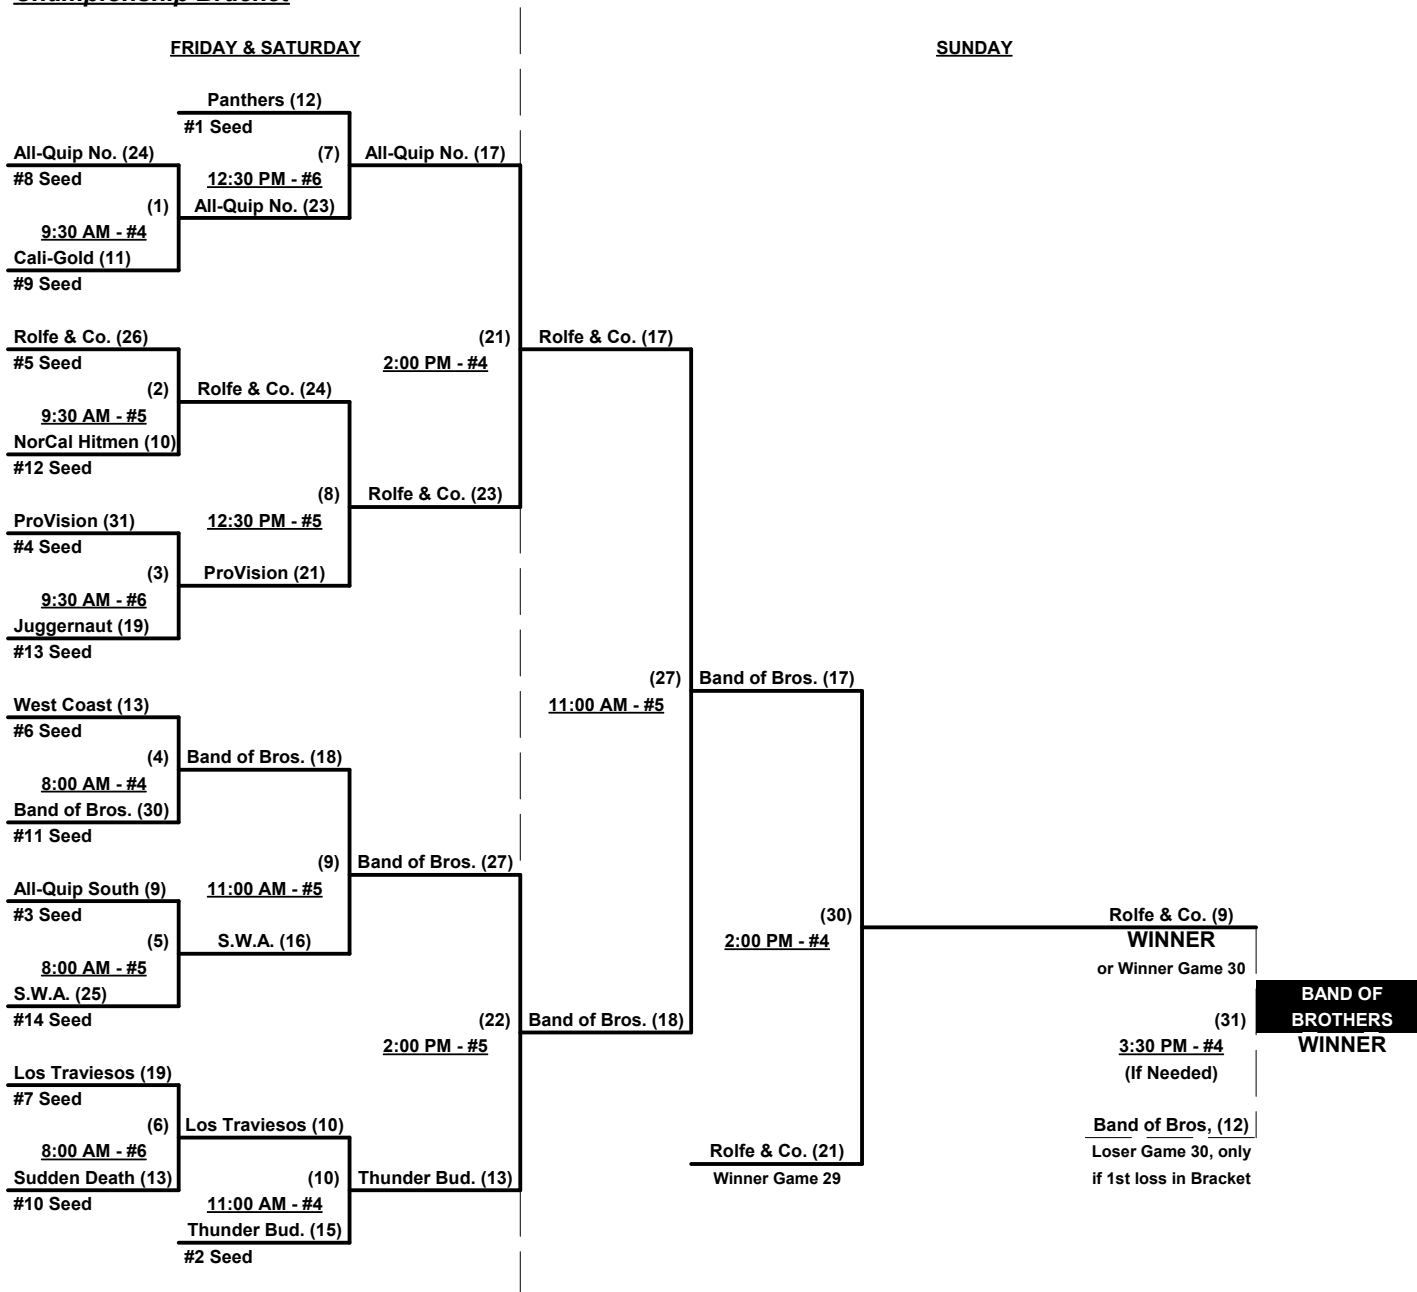 Championship Bracket
FRIDAY & SATURDAY
SUNDAY
Panthers (12)
#1 Seed
All-Quip No. (24)
(7)
All-Quip No. (17)
#8 Seed
12:30 PM - #6
(1)
All-Quip No. (23)
9:30 AM - #4
Cali-Gold (11)
#9 Seed
Rolfe & Co. (26)
(21)
Rolfe & Co. (17)
#5 Seed
2:00 PM - #4
(2)
Rolfe & Co. (24)
9:30 AM - #5
NorCal Hitmen (10)
#12 Seed
(8)
Rolfe & Co. (23)
ProVision (31)
12:30 PM - #5
#4 Seed
(3)
ProVision (21)
9:30 AM - #6
Juggernaut (19)
#13 Seed
(27)
Band of Bros. (17)
West Coast (13)
11:00 AM - #5
#6 Seed
(4)
Band of Bros. (18)
8:00 AM - #4
Band of Bros. (30)
#11 Seed
(9)
Band of Bros. (27)
All-Quip South (9)
11:00 AM - #5
#3 Seed
(30)
Rolfe & Co. (9)
(5)
S.W.A. (16)
2:00 PM - #4
WINNER
8:00 AM - #5
or Winner Game 30
S.W.A. (25)
BAND OF
#14 Seed
(22)
Band of Bros. (18)
(31)
BROTHERS
2:00 PM - #5
3:30 PM - #4
WINNER
Los Traviesos (19)
(If Needed)
#7 Seed
(6)
Los Traviesos (10)
Band of Bros, (12)
8:00 AM - #6
Rolfe & Co. (21)
Loser Game 30, only
Sudden Death (13)
(10)
Thunder Bud. (13)
Winner Game 29
if 1st loss in Bracket
#10 Seed
11:00 AM - #4
Thunder Bud. (15)
#2 Seed